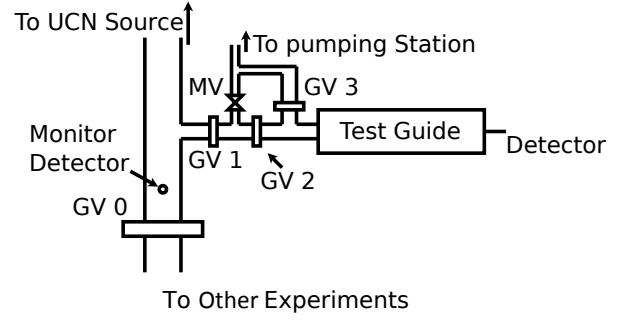 To UCN Source
To pumping Station
MV
GV 3
Monitor
Detector
GV 1
GV 2
Test Guide
Detector
GV 0
To Other Experiments